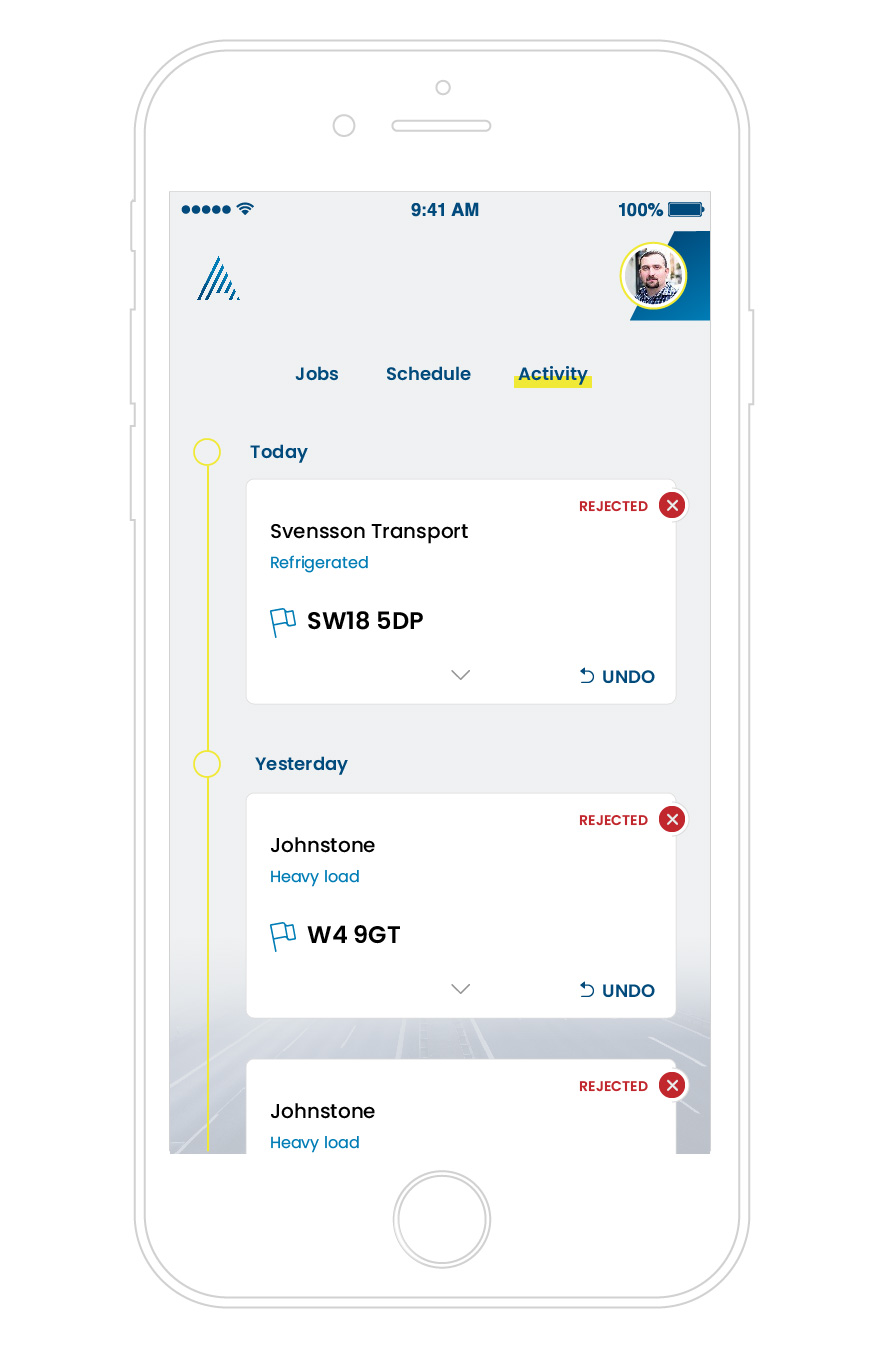 9:41 AM 100%
Jobs Schedule Activity
Today
REJECTED
Svensson Transport
Refrigerated
SW18 5DP
UNDO
Yesterday
REJECTED
Johnstone
Heavy load
W4 9GT
UNDO
REJECTED
Johnstone
Heavy load